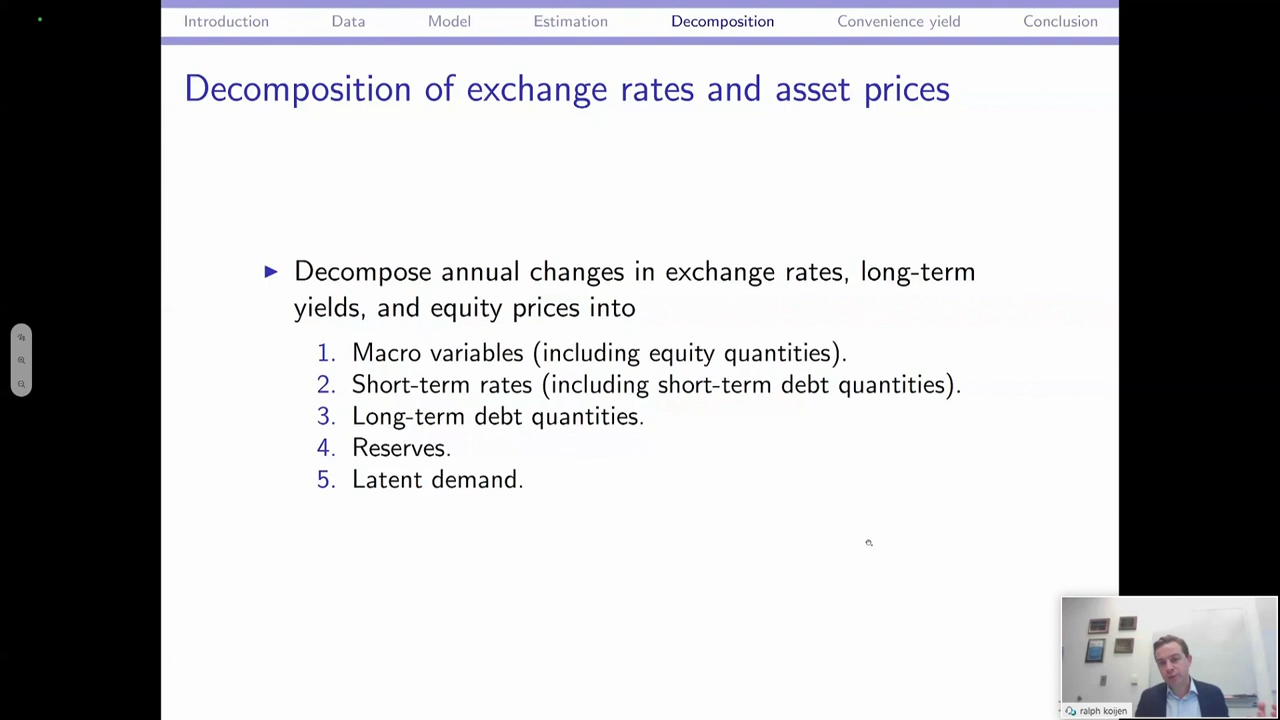 Introduction Data Model Estimation Decomposition Convenience yield Conclusion
Decomposition of exchange rates and asset prices
▶ Decompose annual changes in exchange rates, long-term
yields, and equity prices into
1. Macro variables (including equity quantities).
2. Short-term rates (including short-term debt quantities).
3. Long-term debt quantities.
4. Reserves.
5. Latent demand.
ralph koijen